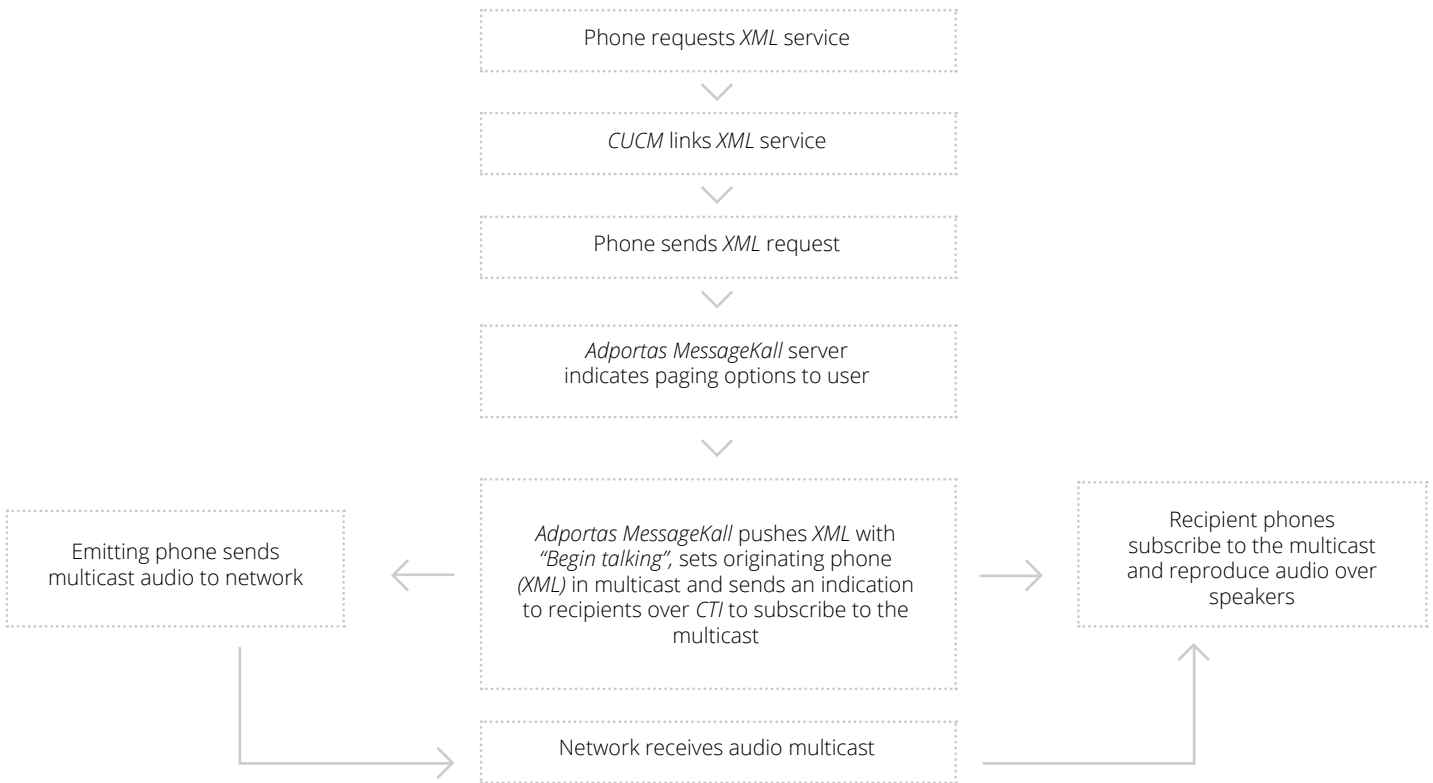 Phone requests XML service
CUCM links XML service
Phone sends XML request
Adportas MessageKall server
indicates paging options to user
Emitting phone sends
multicast audio to network
Adportas MessageKall pushes XML with
“Begin talking”, sets originating phone
(XML) in multicast and sends an indication
to recipients over CTI to subscribe to the
multicast
Recipient phones
subscribe to the multicast
and reproduce audio over
speakers
Network receives audio multicast